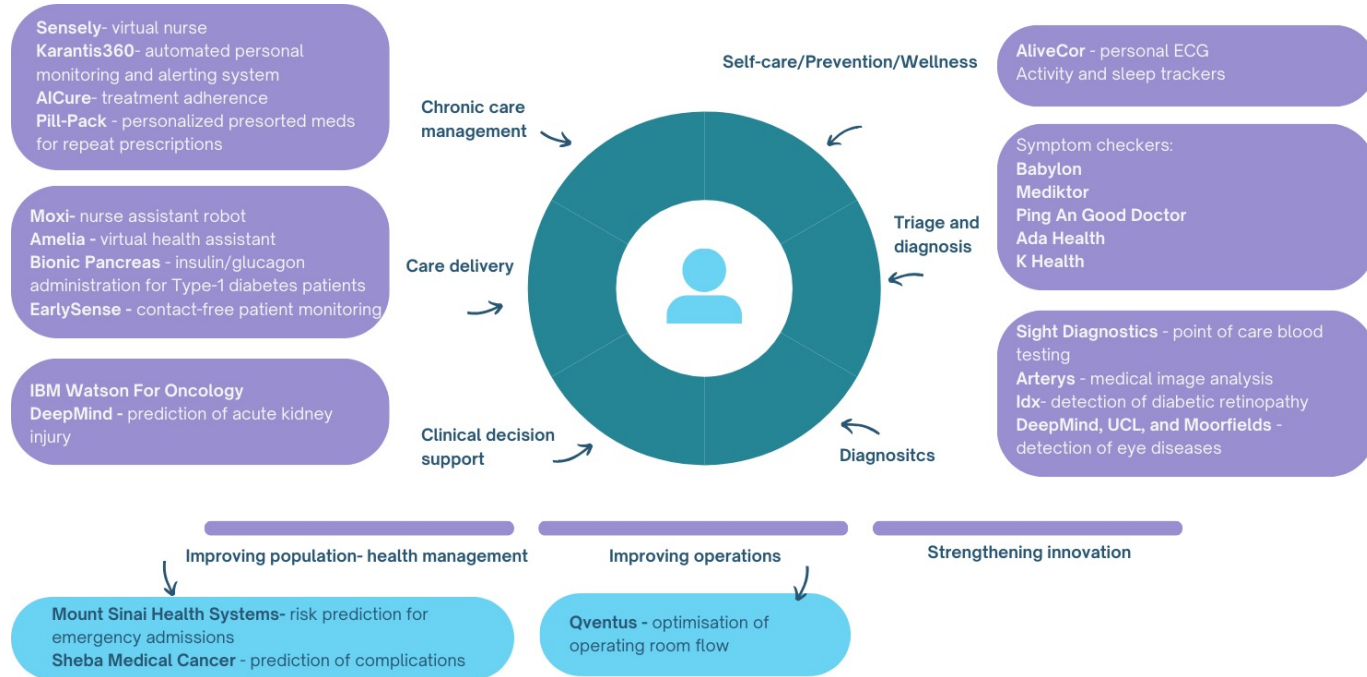 Sensely- virtual nurse
Karantis360- automated personal
monitoring and alerting system
AICure- treatment adherence
Pill-Pack - personalized presorted meds
for repeat prescriptions
Chronic care
management
Self-care/Prevention/Wellness
AliveCor - personal ECG
Activity and sleep trackers
Symptom checkers:
Babylon
Mediktor
Ping An Good Doctor
Ada Health
K Health
Triage and
diagnosis
Moxi- nurse assistant robot
Amelia - virtual health assistant
Bionic Pancreas - insulin/glucagon
administration for Type-1 diabetes patients
EarlySense - contact-free patient monitoring
Care delivery
Sight Diagnostics - point of care blood
testing
Arterys - medical image analysis
Idx- detection of diabetic retinopathy
DeepMind, UCL, and Moorfields -
detection of eye diseases
IBM Watson For Oncology
DeepMind - prediction of acute kidney
injury
Clinical decision
support
Diagnositcs
Improving population- health management
Improving operations
Strengthening innovation
Mount Sinai Health Systems- risk prediction for
emergency admissions
Sheba Medical Cancer - prediction of complications
Qventus - optimisation of
operating room flow